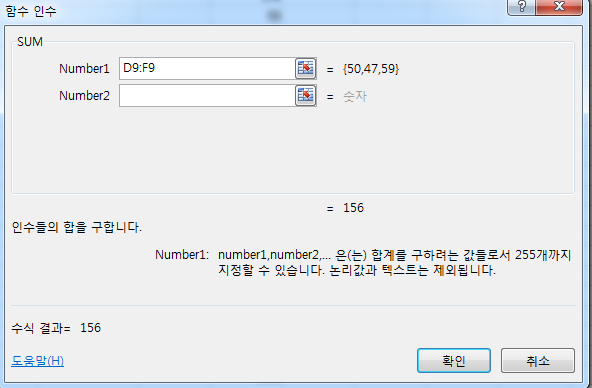 함수 인수
SUM
Number1 D9:F9 = {50,47,59}
Number2 = 숫자
= 156
인수들의 합을 구합니다.
Number1: number1,number2,... 은(는) 합계를 구하려는 값들로서 255개까지
지정할 수 있습니다. 논리값과 텍스트는 제외됩니다.
수식 결과= 156
도움말(H) 확인 취소